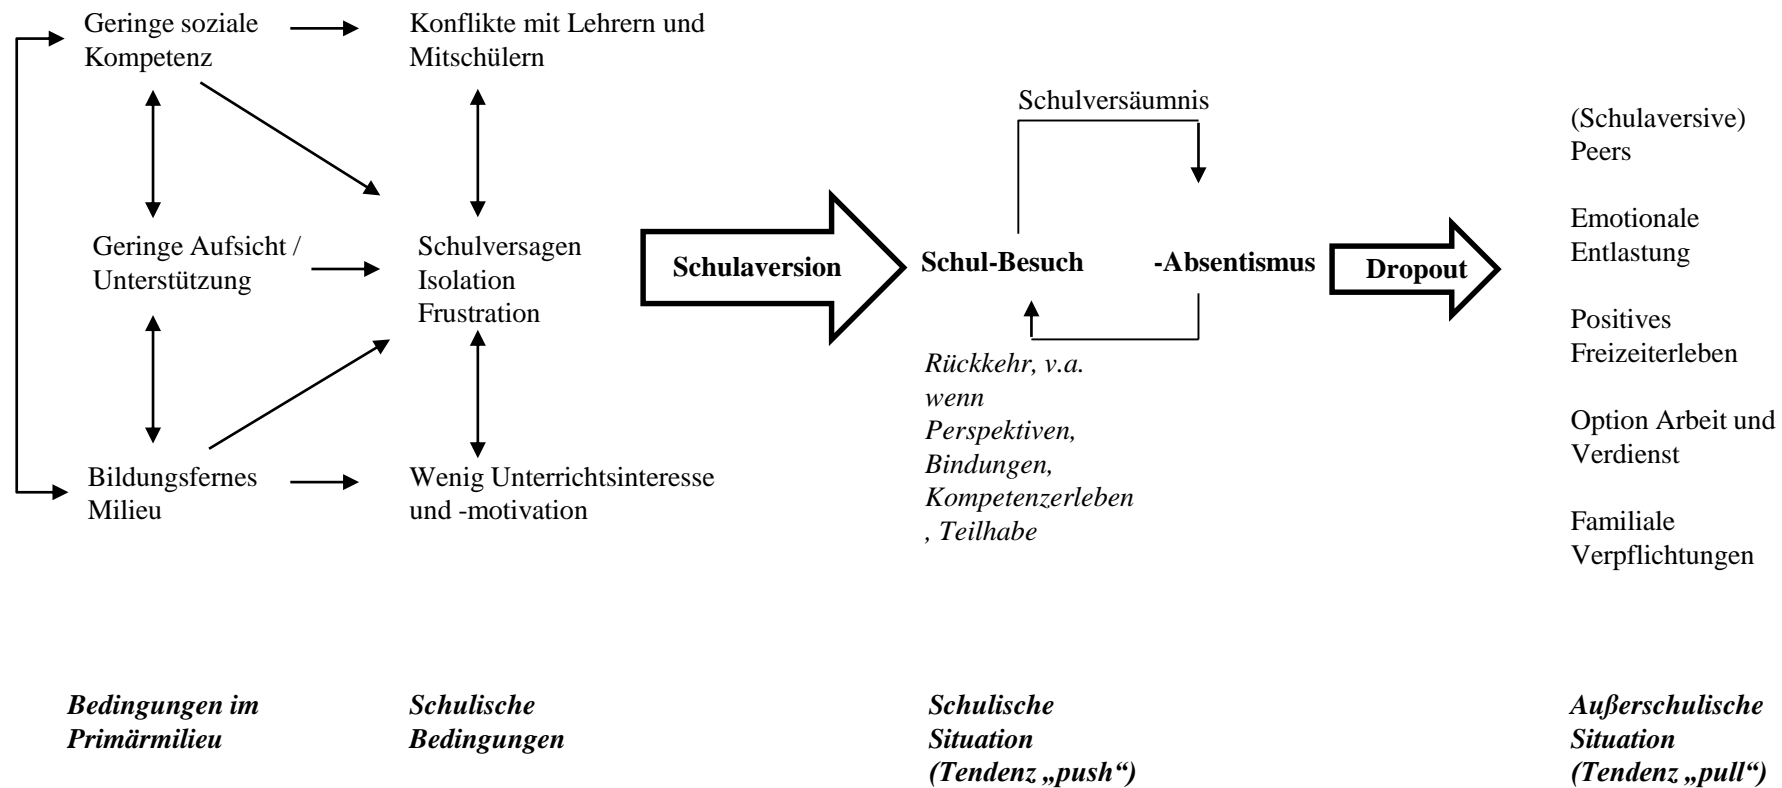 Geringe soziale
Kompetenz
Konflikte mit Lehrern und
Mitschülern
Geringe Aufsicht /
Unterstützung
Schulversagen
Isolation
Frustration
Bildungsfernes
Milieu
Wenig Unterrichtsinteresse
und -motivation
Schulaversion
Schulversäumnis
Schul-Besuch
-Absentismus
Rückkehr, v.a.
wenn
Perspektiven,
Bindungen,
Kompetenzerleben
, Teilhabe
Dropout
(Schulaversive)
Peers
Emotionale
Entlastung
Positives
Freizeiterleben
Option Arbeit und
Verdienst
Familiale
Verpflichtungen
Bedingungen im
Primärmilieu
Schulische
Bedingungen
Schulische
Situation
(Tendenz „push“)
Außerschulische
Situation
(Tendenz „pull“)